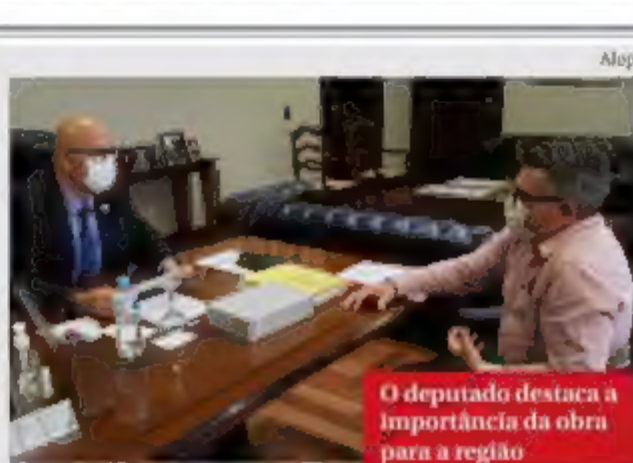 O deputado destaca a
importância da obra
para a região